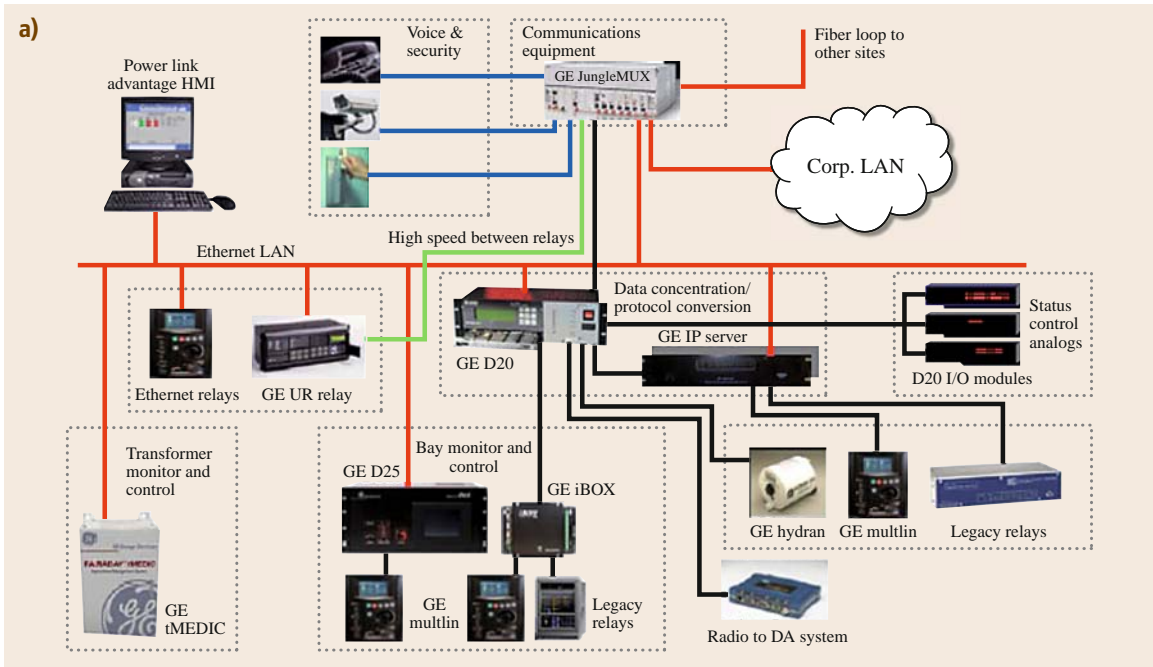 a)
Power link
advantage HMI
Voice &
security
Communications
equipment
GE JungleMUX
Fiber loop to
other sites
Corp. LAN
High speed between relays
Ethernet LAN
Data concentration/
protocol conversion
GE IP server
GE D20
Status
control
analogs
D20 I/O modules
Ethernet relays
GE UR relay
Transformer
monitor and
control
GE
tMEDIC
Bay monitor and
control
GE D25
GE iBOX
GE
multlin
Legacy
relays
GE hydran
GE multlin
Legacy relays
Radio to DA system